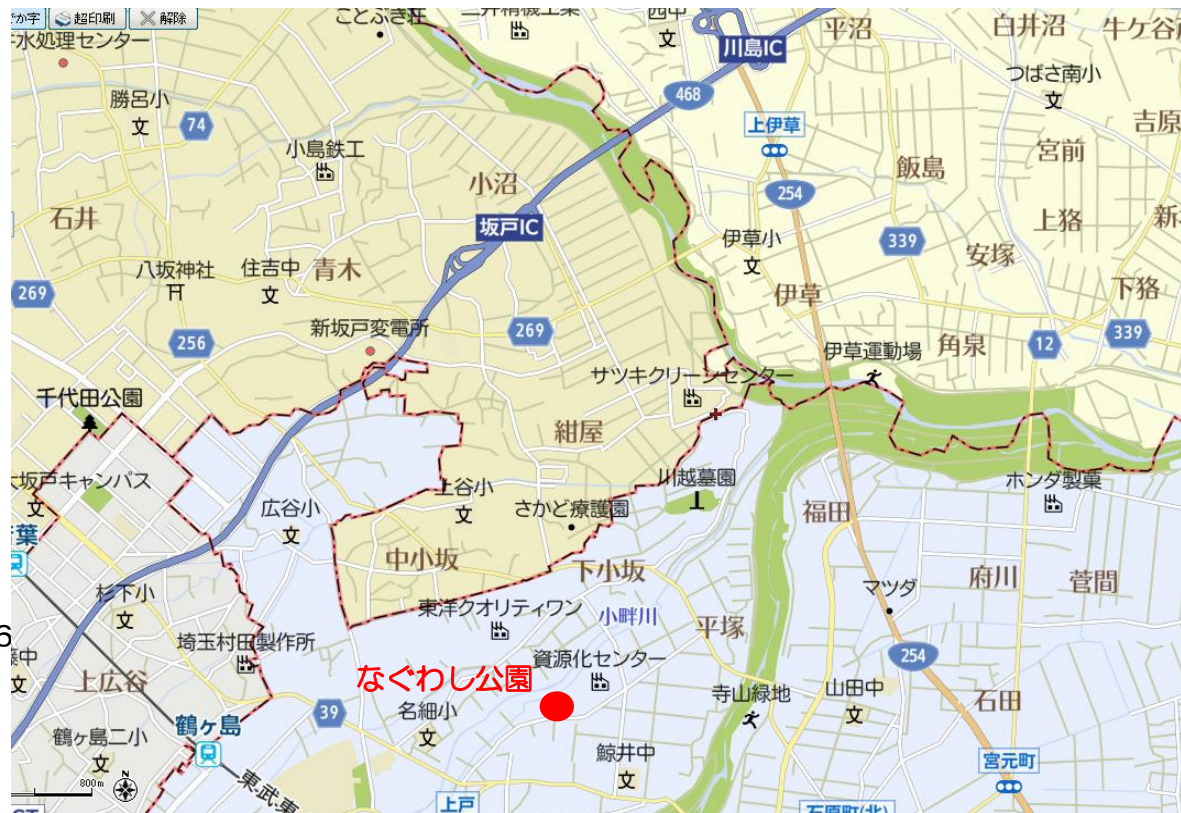 超印刷
解除
ことぶき荘
西中
川島IC
平沼
白井沼
水処理センター
468
つばさ南小
勝呂小
74
上伊草
吉原
小島鉄工
宮前
小沼
254
飯島
石井
坂戸IC
上狢
339
伊草小
安塚
八坂神社
住吉中
青木
下狢
269
伊草
新坂戸変電所
269
339
256
12
角泉
伊草運動場
サツキクリーンセンター
千代田公園
紺屋
坂戸キャンパス
上谷小
川越墓園
ホンダ製菓
広谷小
さかど療護園
福田
葉
中小坂
下小坂
府川
菅間
杉下小
マツダ
東洋クオリティワン
小畔川
平塚
6
埼玉村田製作所
254
資源化センター
上広谷
なぐわし公園
寺山緑地
山田中
石田
39
名細小
鶴ヶ島
鶴ヶ島二小
鯨井中
宮元町
800m
N
東武東
上戸
石原町(北)